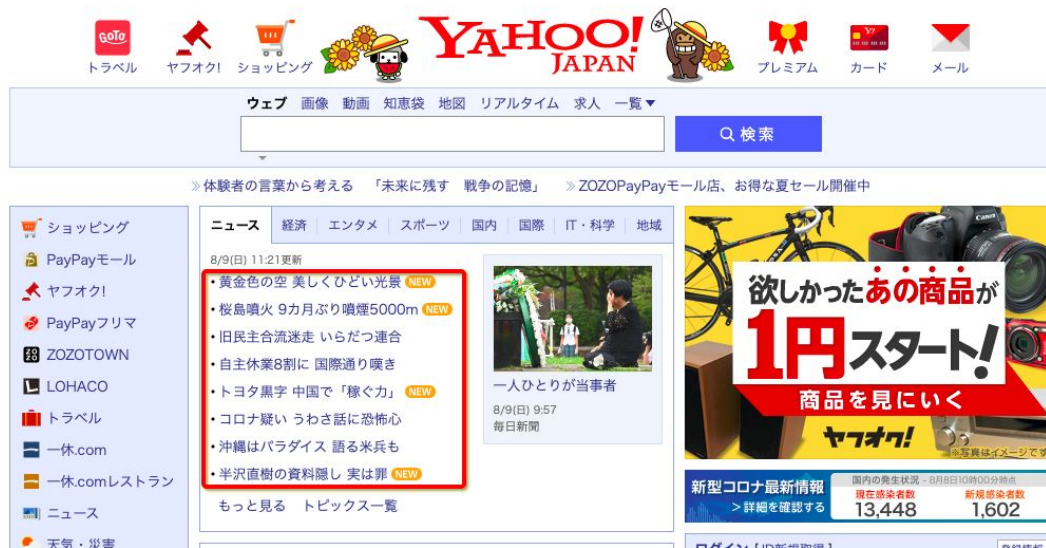 GOTO
トラベル
ヤフオク!
ショッピング
YAHOO!
JAPAN
プレミアム
カード
メール
ウェブ 画像 動画 知恵袋 地図 リアルタイム 求人 一覧▼
検索
≫体験者の言葉から考える 「未来に残す 戦争の記憶」 ≫ZOZOPayPayモール店、お得な夏セール開催中
ショッピング
PayPayモール
ヤフオク!
PayPayフリマ
ZOZOTOWN
LOHACO
トラベル
一休.com
一休.comレストラン
ニュース
天気・災害
ニュース 経済 エンタメ スポーツ 国内 国際 IT・科学 地域
8/9(日) 11:21更新
・黄金色の空 美しくひどい光景 NEW
・桜島噴火 9カ月ぶり噴煙5000m NEW
・旧民主合流迷走 いらだつ連合
・自主休業8割に 国際通り嘆き
・トヨタ黒字 中国で「稼ぐ力」 NEW
・コロナ疑い うわさ話に恐怖心
・沖縄はパラダイス 語る米兵も
・半沢直樹の資料隠し 実は罪 NEW
もっと見る トピックス一覧
一人ひとりが当事者
8/9(日) 9:57
毎日新聞
Canon
欲しかったあの商品が
1円スタート!
商品を見にいく
ヤフオク!
※写真はイメージです
新型コロナ最新情報
>詳細を確認する
国内の発生状況 - 8月8日10時00分時点
現在感染者数
13,448
新規感染者数
1,602
ログイン [ID新規取得]
登録情報